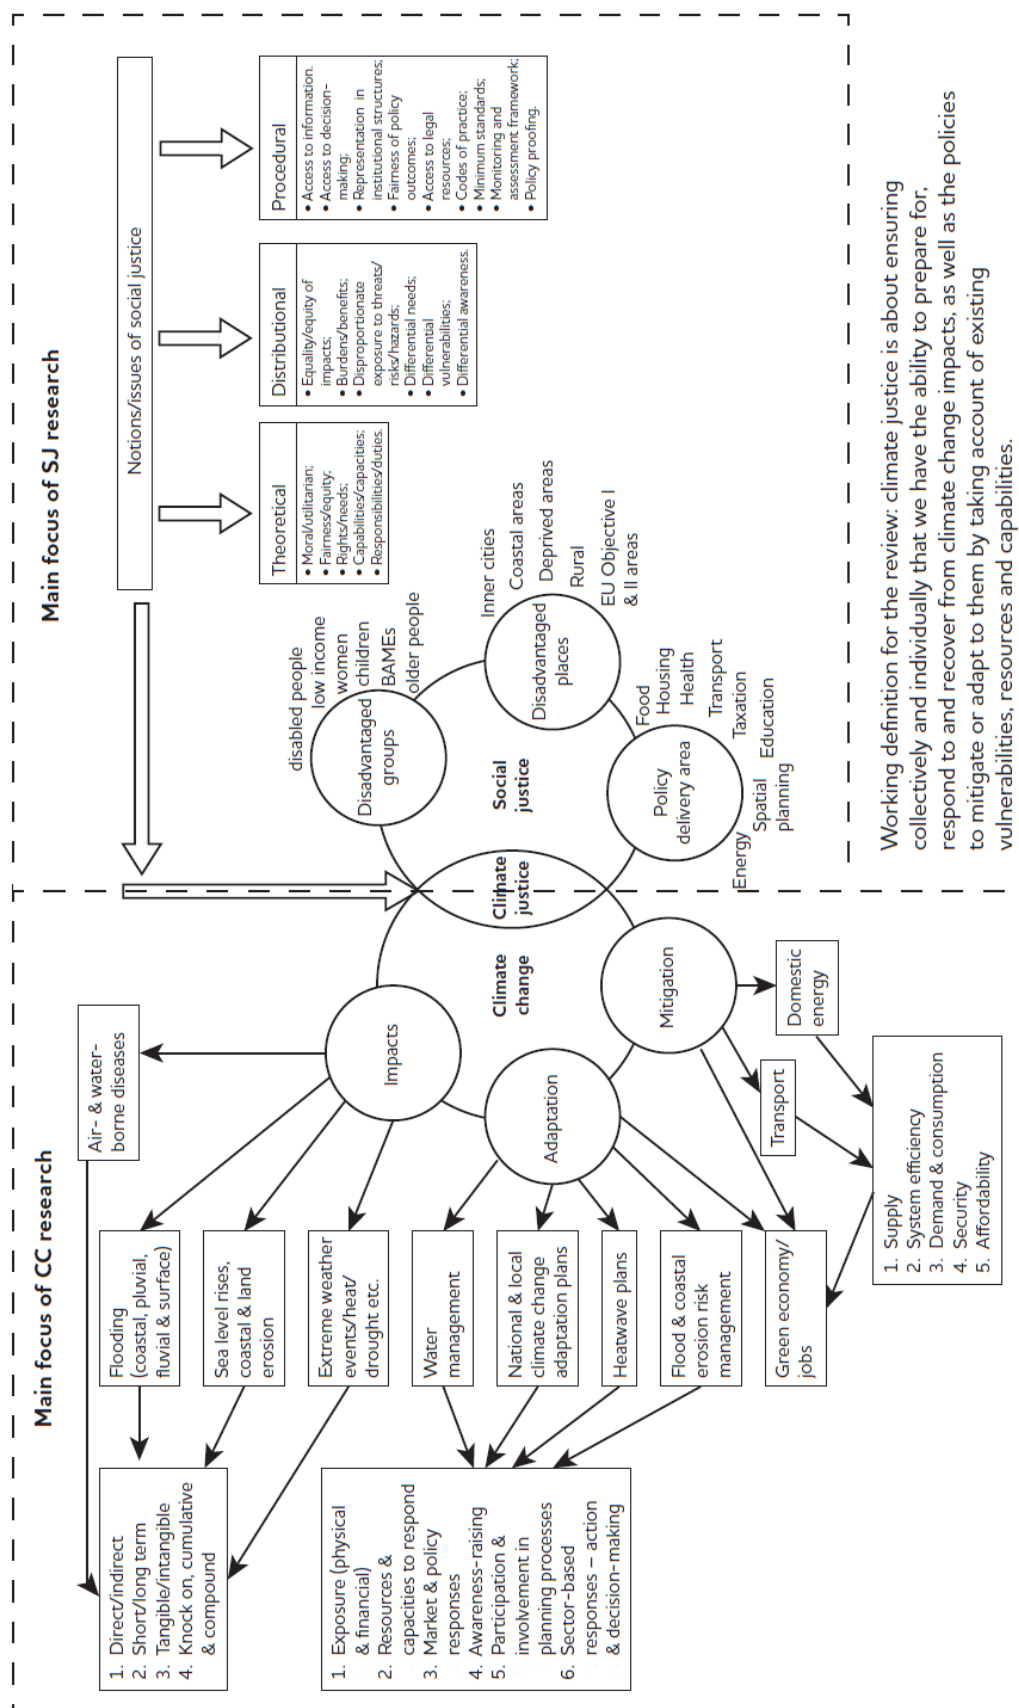 Main focus of CC research
Main focus of SJ research
Air- & water-
borne diseases
Flooding
(coastal, pluvial,
fluvial & surface)
Sea level rises,
coastal & land
erosion
Extreme weather
events/heat/
drought etc.
Water
management
National & local
climate change
adaptation plans
Heatwave plans
Flood & coastal
erosion risk
management
Green economy/
jobs
1. Direct/indirect
2. Short/long term
3. Tangible/intangible
4. Knock on, cumulative
& compound
1. Exposure (physical
& financial)
2. Resources &
capacities to respond
3. Market & policy
responses
4. Awareness-raising
5. Participation &
involvement in
planning processes
6. Sector-based
responses – action
& decision-making
Impacts
Adaptation
Mitigation
Transport
Domestic
energy
1. Supply
2. System efficiency
3. Demand & consumption
4. Security
5. Affordability
Climate
change
Climate
justice
Social
justice
Disadvantaged
groups
disabled people
low income
women
children
BAMEs
older people
Disadvantaged
places
Inner cities
Coastal areas
Deprived areas
Rural
EU Objective I
& II areas
Policy
delivery area
Food
Housing
Health
Transport
Taxation
Education
Spatial
planning
Energy
Notions/issues of social justice
Theoretical
• Moral/utilitarian;
• Fairness/equity;
• Rights/needs;
• Capabilities/capacities;
• Responsibilities/duties.
Distributional
• Equality/equity of
impacts;
• Burdens/benefits;
• Disproportionate
exposure to threats/
risks/hazards;
• Differential needs;
• Differential
vulnerabilities;
• Differential awareness.
Procedural
• Access to information.
• Access to decision-
making;
• Representation in
institutional structures;
• Fairness of policy
outcomes;
• Access to legal
resources;
• Codes of practice;
• Minimum standards;
• Monitoring and
assessment framework;
• Policy proofing.
Working definition for the review: climate justice is about ensuring
collectively and individually that we have the ability to prepare for,
respond to and recover from climate change impacts, as well as the policies
to mitigate or adapt to them by taking account of existing
vulnerabilities, resources and capabilities.